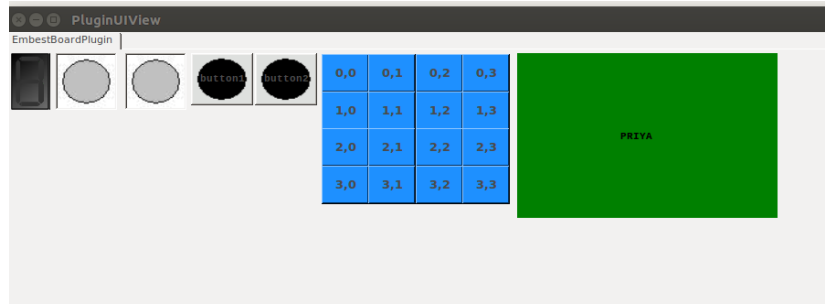 PluginUIView
EmbestBoardPlugin
button1 button2
0,0 0,1 0,2 0,3
1,0 1,1 1,2 1,3
2,0 2,1 2,2 2,3
3,0 3,1 3,2 3,3
PRIYA